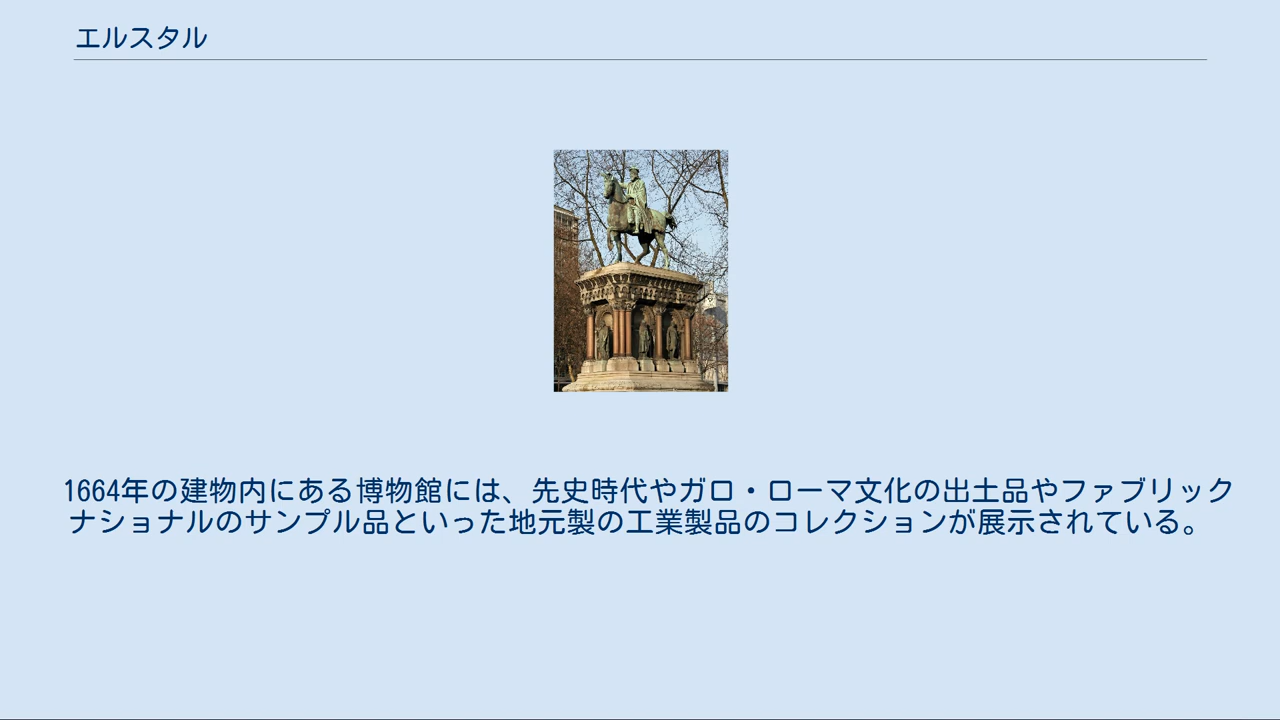 エルスタル
1664年の建物内にある博物館には、先史時代やガロ・ローマ文化の出土品やファブリック
ナショナルのサンプル品といった地元製の工業製品のコレクションが展示されている。